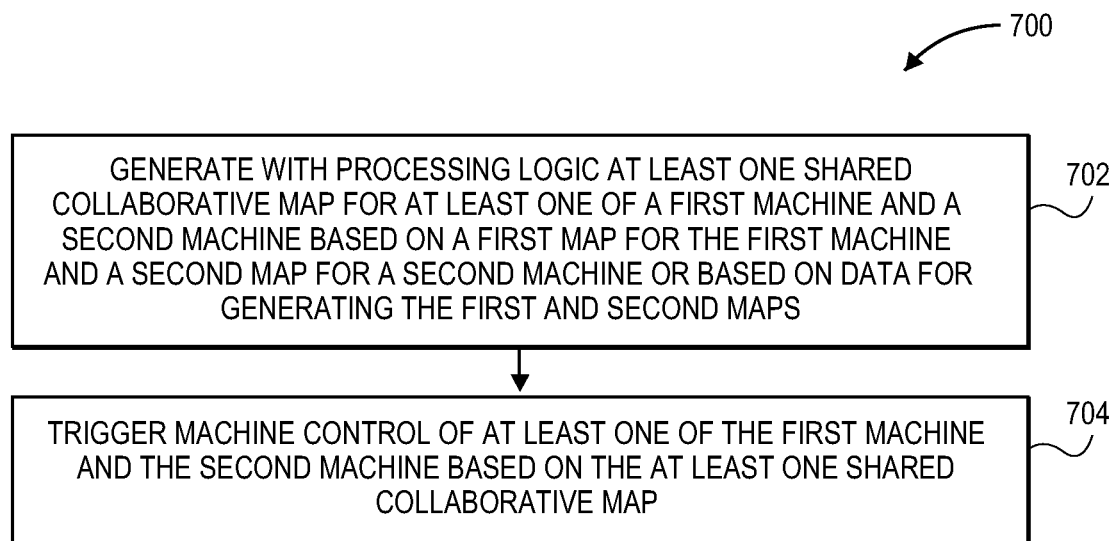 700
GENERATE WITH PROCESSING LOGIC AT LEAST ONE SHARED
COLLABORATIVE MAP FOR AT LEAST ONE OF A FIRST MACHINE AND A
SECOND MACHINE BASED ON A FIRST MAP FOR THE FIRST MACHINE
AND A SECOND MAP FOR A SECOND MACHINE OR BASED ON DATA FOR
GENERATING THE FIRST AND SECOND MAPS
702
TRIGGER MACHINE CONTROL OF AT LEAST ONE OF THE FIRST MACHINE
AND THE SECOND MACHINE BASED ON THE AT LEAST ONE SHARED
COLLABORATIVE MAP
704